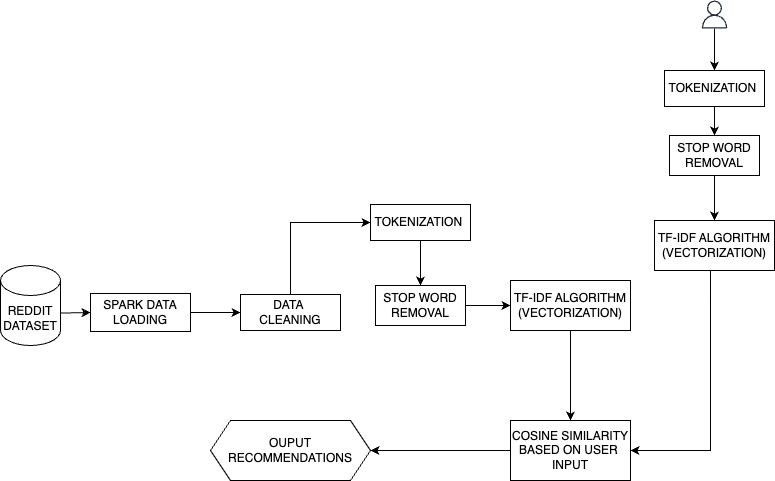 TOKENIZATION
STOP WORD
REMOVAL
TF-IDF ALGORITHM
(VECTORIZATION)
TOKENIZATION
REDDIT
DATASET
SPARK DATA
LOADING
DATA
CLEANING
STOP WORD
REMOVAL
TF-IDF ALGORITHM
(VECTORIZATION)
COSINE SIMILARITY
BASED ON USER
INPUT
OUPUT
RECOMMENDATIONS